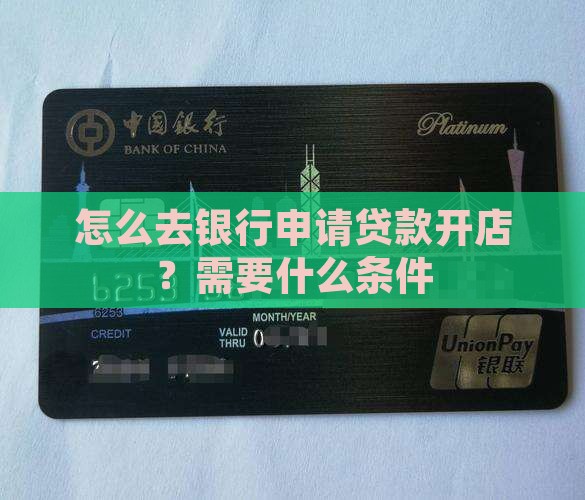 中国银行
BANK OF CHINA
Platinum
怎么去银行申请贷款开店
？需要什么条件
6253
6253
CREDIT
MONTH/YEAR
VALID
THRU
UnionPay
银联